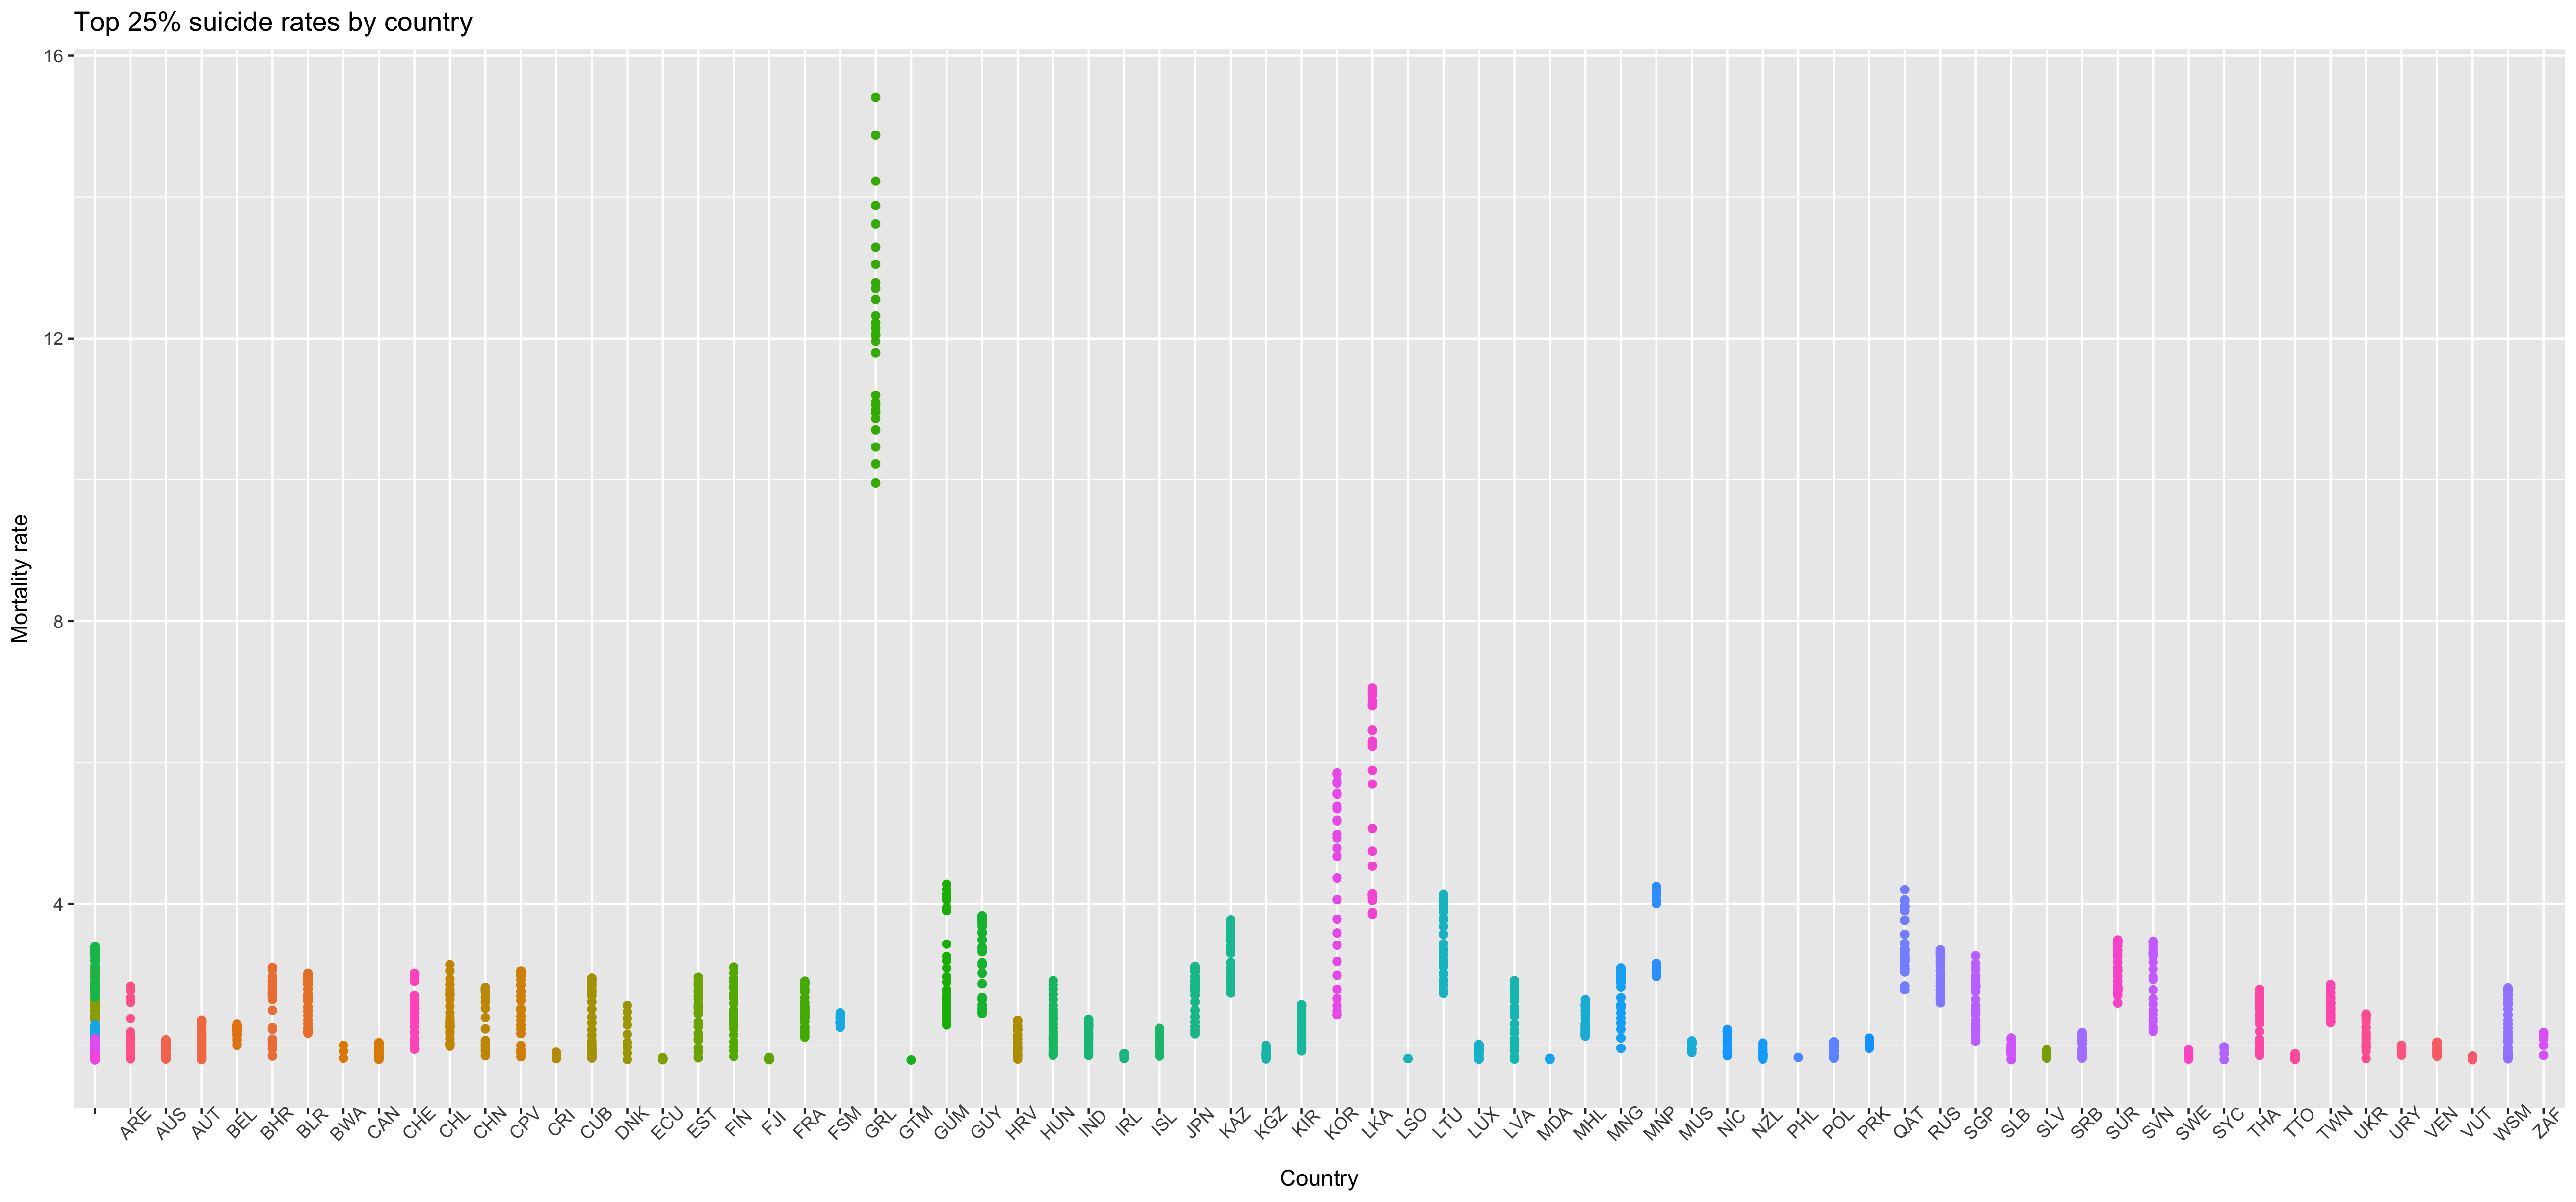 Top 25% suicide rates by country
16
12
8
4
Mortality rate
ARE AUS AUT BEL BHR BLR BWA CAN CHE CHL CHN CPV CRI CUB DNK ECU EST FIN FJI FRA FSM GRL GTM GUM GUY HRV HUN IND IRL ISL JPN KAZ KGZ KIR KOR LKA LSO LTU LUX LVA MDA MHL MNG MNP MUS NIC NZL PHL POL PRK QAT RUS SGP SLB SLV SRB SUR SVN SWE SYC THA TTO TWN UKR URY VEN VUT WSM ZAF
Country